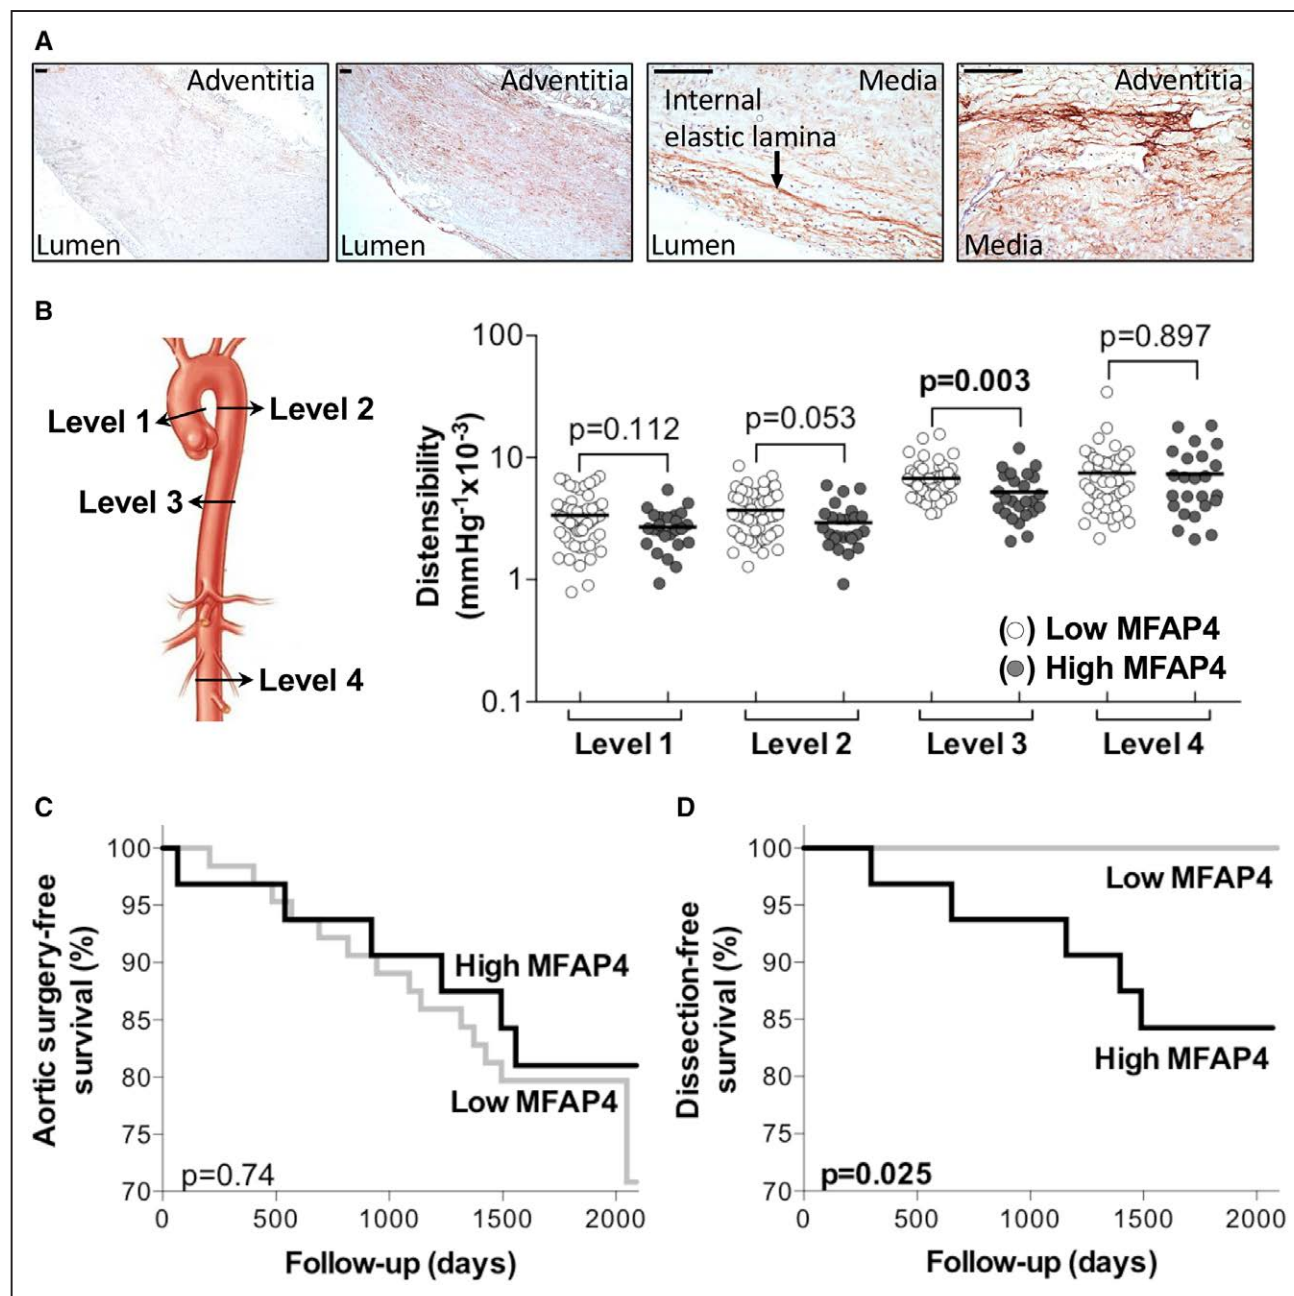 A
Adventitia
Lumen
Adventitia
Lumen
Media
Internal
elastic lamina
Lumen
Adventitia
Media
B
Level 1
Level 2
Level 3
Level 4
Distensibility
(mmHg⁻¹x10⁻³)
100
10
1
0.1
p=0.112
p=0.053
p=0.003
p=0.897
(○) Low MFAP4
(●) High MFAP4
Level 1
Level 2
Level 3
Level 4
C
Aortic surgery-free
survival (%)
100
95
90
85
80
75
70
High MFAP4
Low MFAP4
p=0.74
0
500
1000
1500
2000
Follow-up (days)
D
Dissection-free
survival (%)
100
95
90
85
80
75
70
Low MFAP4
High MFAP4
p=0.025
0
500
1000
1500
2000
Follow-up (days)